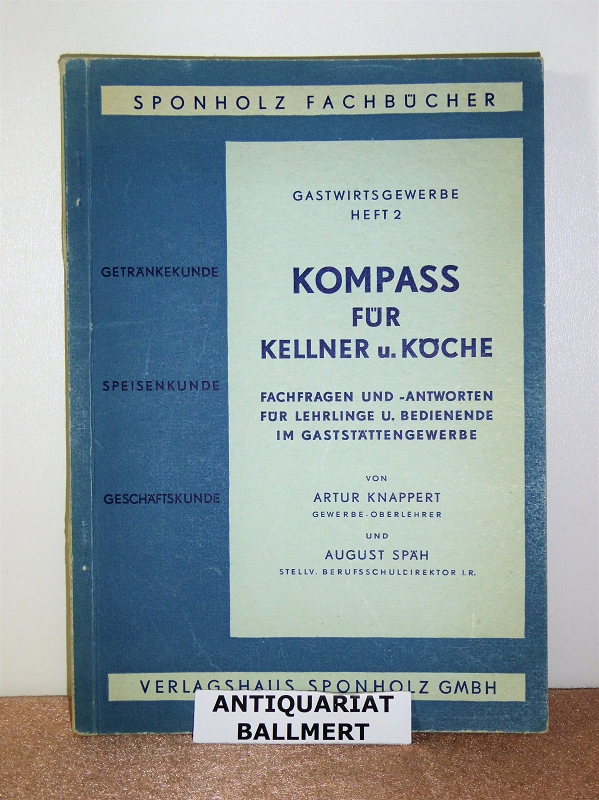 SPONHOLZ FACHBÜCHER
GASTWIRTSGEWERBE
HEFT 2
GETRÄNKEKUNDE
SPEISENKUNDE
GESCHÄFTSKUNDE
KOMPASS
FÜR
KELLNER u. KÖCHE
FACHFRAGEN UND -ANTWORTEN
FÜR LEHRLINGE U. BEDIENENDE
IM GASTSTÄTTENGEWERBE
VON
ARTUR KNAPPERT
GEWERBE-OBERLEHRER
UND
AUGUST SPÄH
STELLV. BERUFSSCHULDIREKTOR I.R.
VERLAGSHAUS SPONHOLZ GMBH
ANTIQUARIAT
BALLMERT